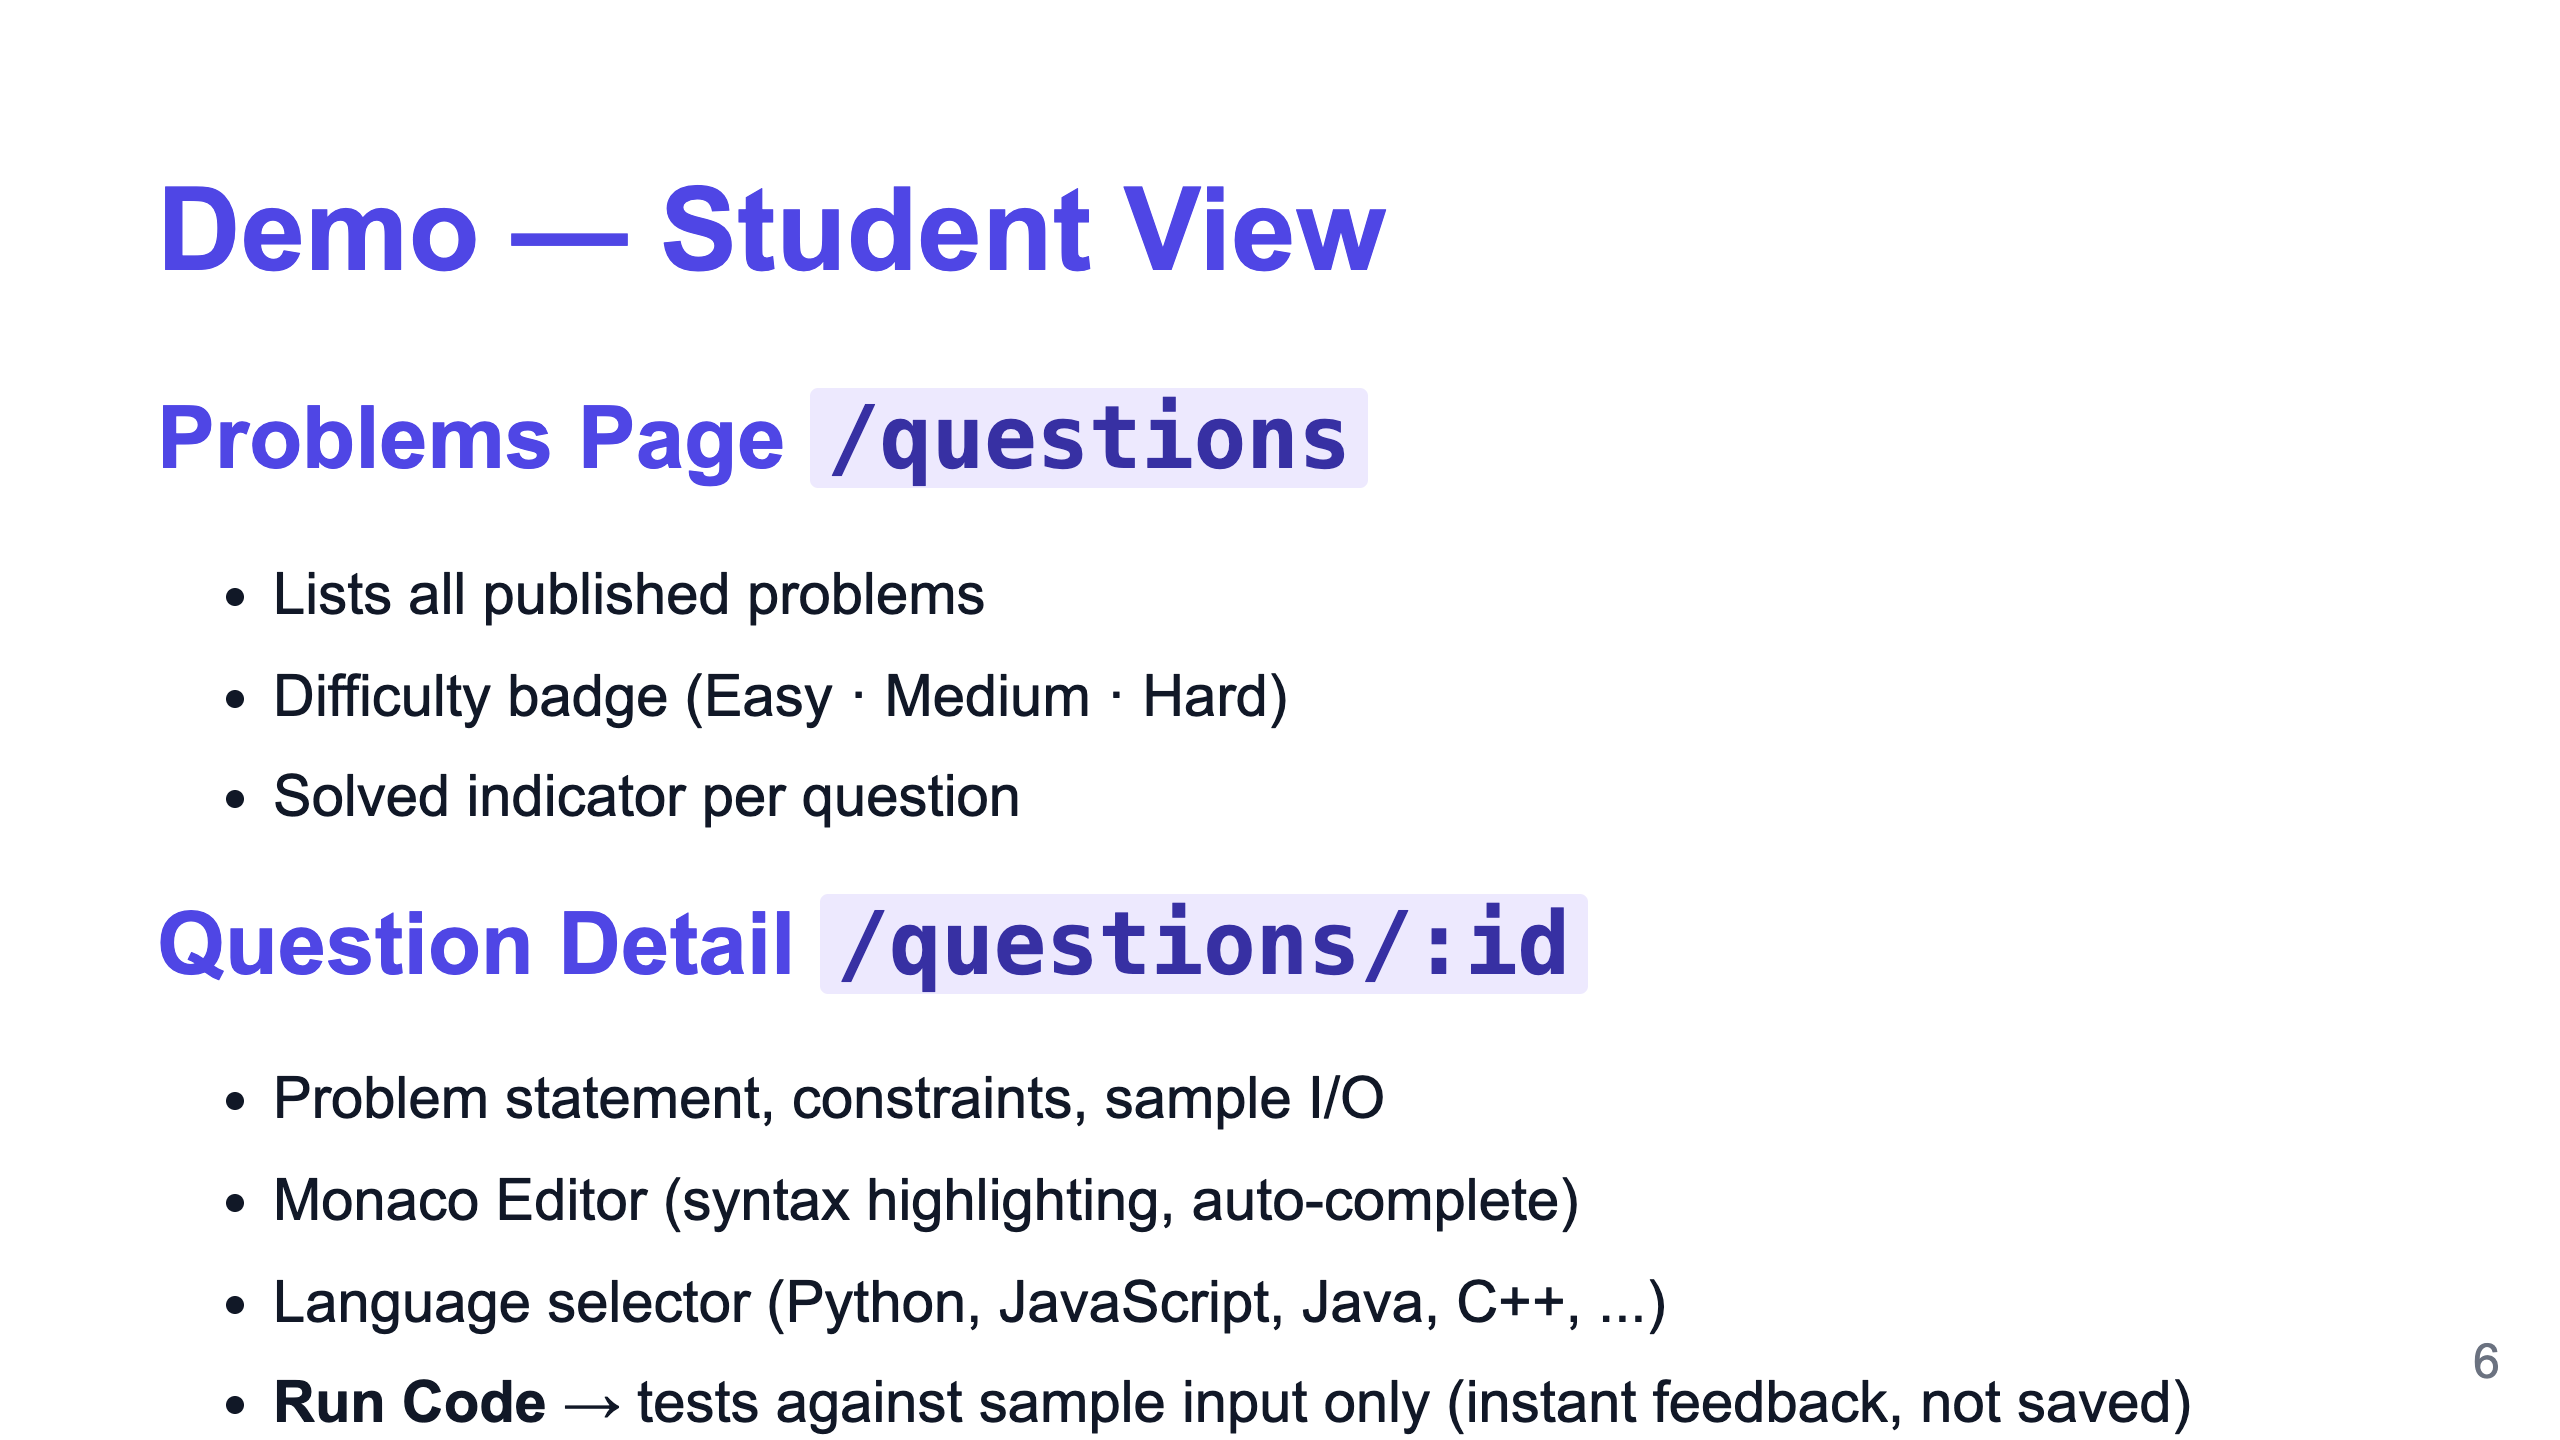 Demo — Student View
Problems Page /questions
• Lists all published problems
• Difficulty badge (Easy · Medium · Hard)
• Solved indicator per question
Question Detail /questions/:id
• Problem statement, constraints, sample I/O
• Monaco Editor (syntax highlighting, auto-complete)
• Language selector (Python, JavaScript, Java, C++, ...)
• Run Code → tests against sample input only (instant feedback, not saved)
6